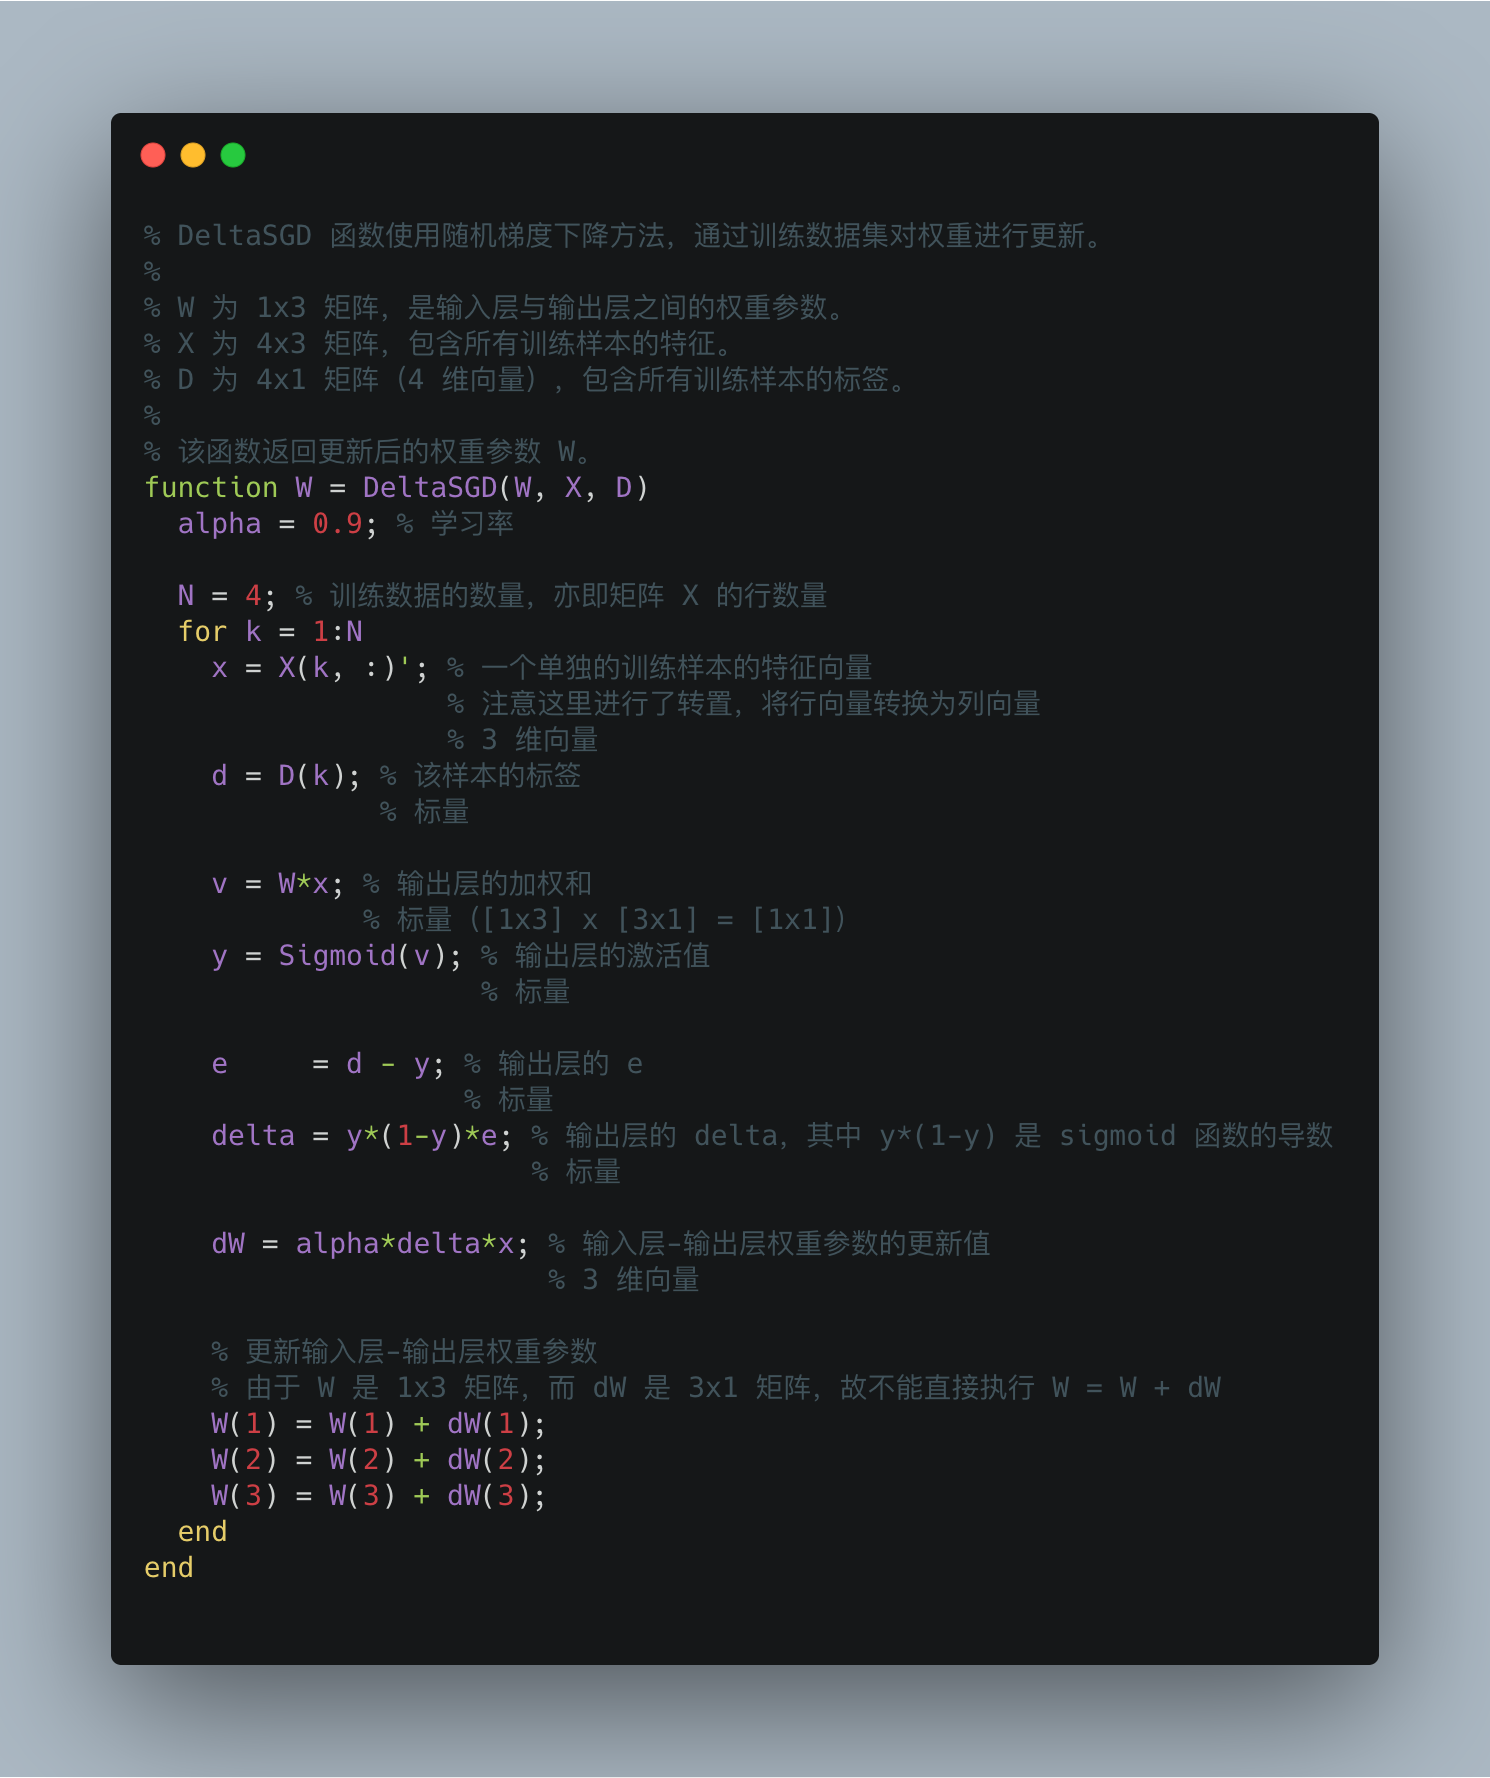 % DeltaSGD 函数使用随机梯度下降方法，通过训练数据集对权重进行更新。
%
% W 为 1x3 矩阵，是输入层与输出层之间的权重参数。
% X 为 4x3 矩阵，包含所有训练样本的特征。
% D 为 4x1 矩阵（4 维向量），包含所有训练样本的标签。
%
% 该函数返回更新后的权重参数 W。
function W = DeltaSGD(W, X, D)
  alpha = 0.9; % 学习率

  N = 4; % 训练数据的数量，亦即矩阵 X 的行数量
  for k = 1:N
    x = X(k, :)'; % 一个单独的训练样本的特征向量
                  % 注意这里进行了转置，将行向量转换为列向量
                  % 3 维向量
    d = D(k); % 该样本的标签
              % 标量

    v = W*x; % 输出层的加权和
             % 标量（[1x3] x [3x1] = [1x1]）
    y = Sigmoid(v); % 输出层的激活值
                    % 标量

    e     = d - y; % 输出层的 e
                   % 标量
    delta = y*(1-y)*e; % 输出层的 delta，其中 y*(1-y) 是 sigmoid 函数的导数
                       % 标量

    dW = alpha*delta*x; % 输入层-输出层权重参数的更新值
                        % 3 维向量

    % 更新输入层-输出层权重参数
    % 由于 W 是 1x3 矩阵，而 dW 是 3x1 矩阵，故不能直接执行 W = W + dW
    W(1) = W(1) + dW(1);
    W(2) = W(2) + dW(2);
    W(3) = W(3) + dW(3);
  end
end